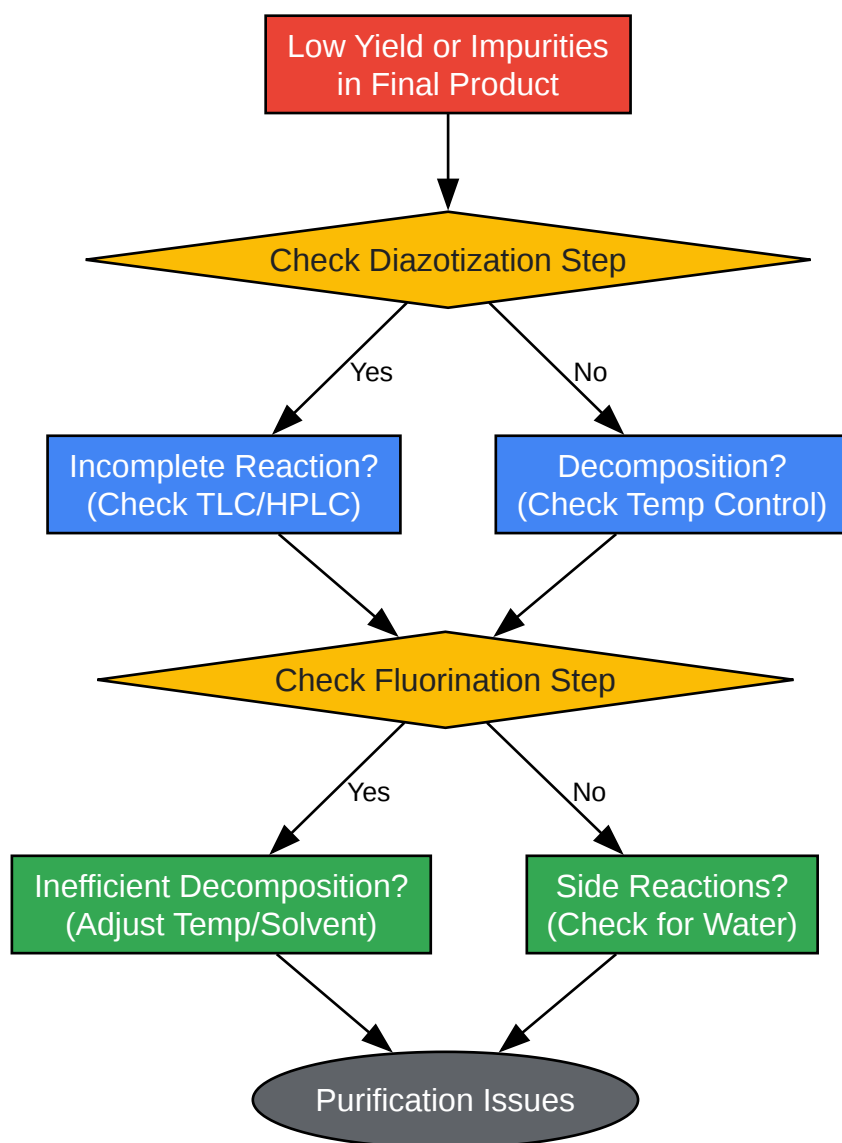 Low Yield or Impurities
in Final Product
Check Diazotization Step
Yes
No
Incomplete Reaction?
(Check TLC/HPLC)
Decomposition?
(Check Temp Control)
Check Fluorination Step
Yes
No
Inefficient Decomposition?
(Adjust Temp/Solvent)
Side Reactions?
(Check for Water)
Purification Issues